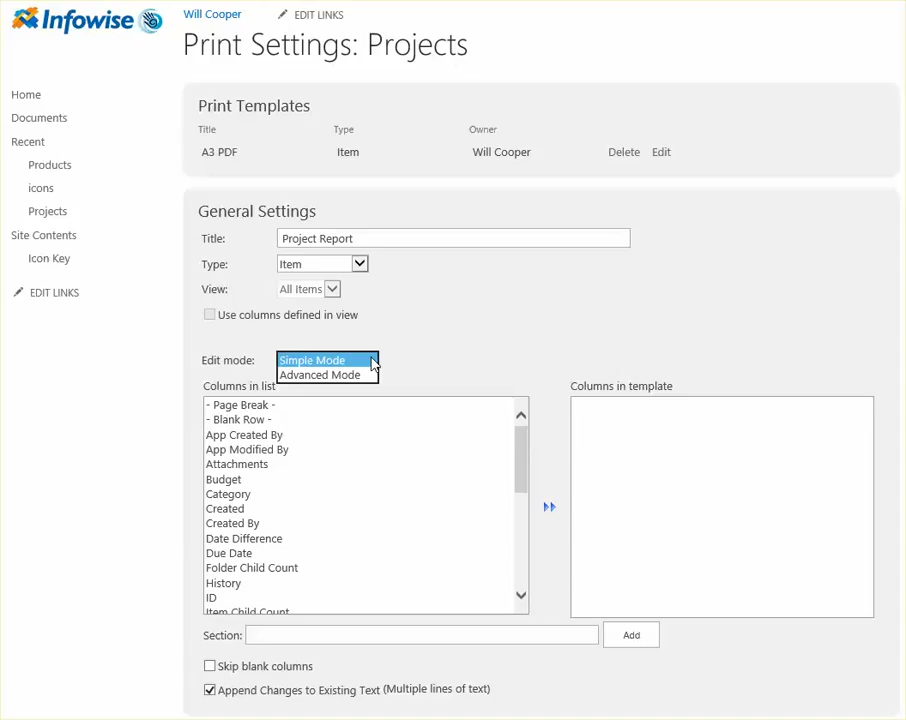 Infowise
Will Cooper
EDIT LINKS
Print Settings: Projects
Home
Documents
Recent
Products
icons
Projects
Site Contents
Icon Key
EDIT LINKS
Print Templates
Title Type Owner
A3 PDF Item Will Cooper Delete Edit
General Settings
Title: Project Report
Type: Item
View: All Items
Use columns defined in view
Edit mode: Simple Mode
Advanced Mode
Columns in list
- Page Break -
- Blank Row -
App Created By
App Modified By
Attachments
Budget
Category
Created
Created By
Date Difference
Due Date
Folder Child Count
History
ID
Item Child Count
Columns in template
Section: Add
Skip blank columns
Append Changes to Existing Text (Multiple lines of text)